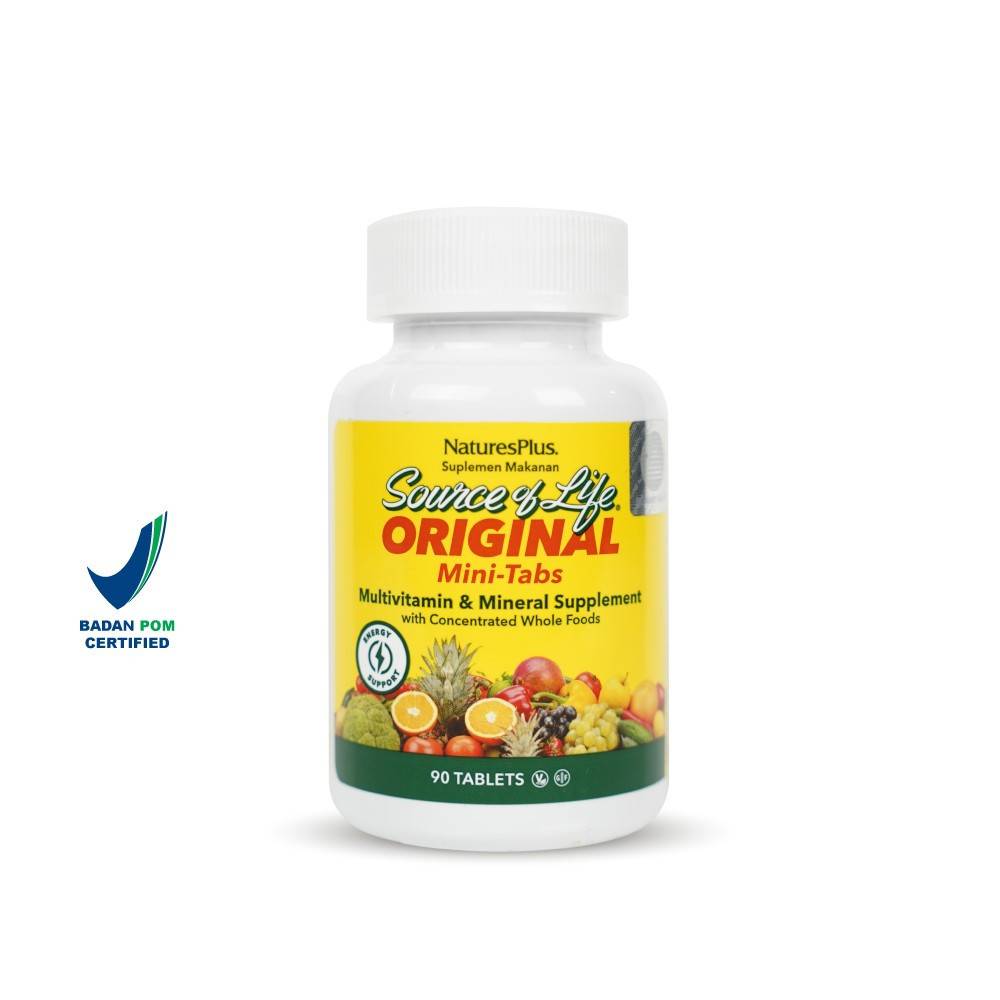 NaturesPlus.
Suplemen Makanan
Source of Life®
ORIGINAL
Mini-Tabs
Multivitamin & Mineral Supplement
with Concentrated Whole Foods
ENERGY SUPPORT
90 TABLETS V GF
BADAN POM
CERTIFIED